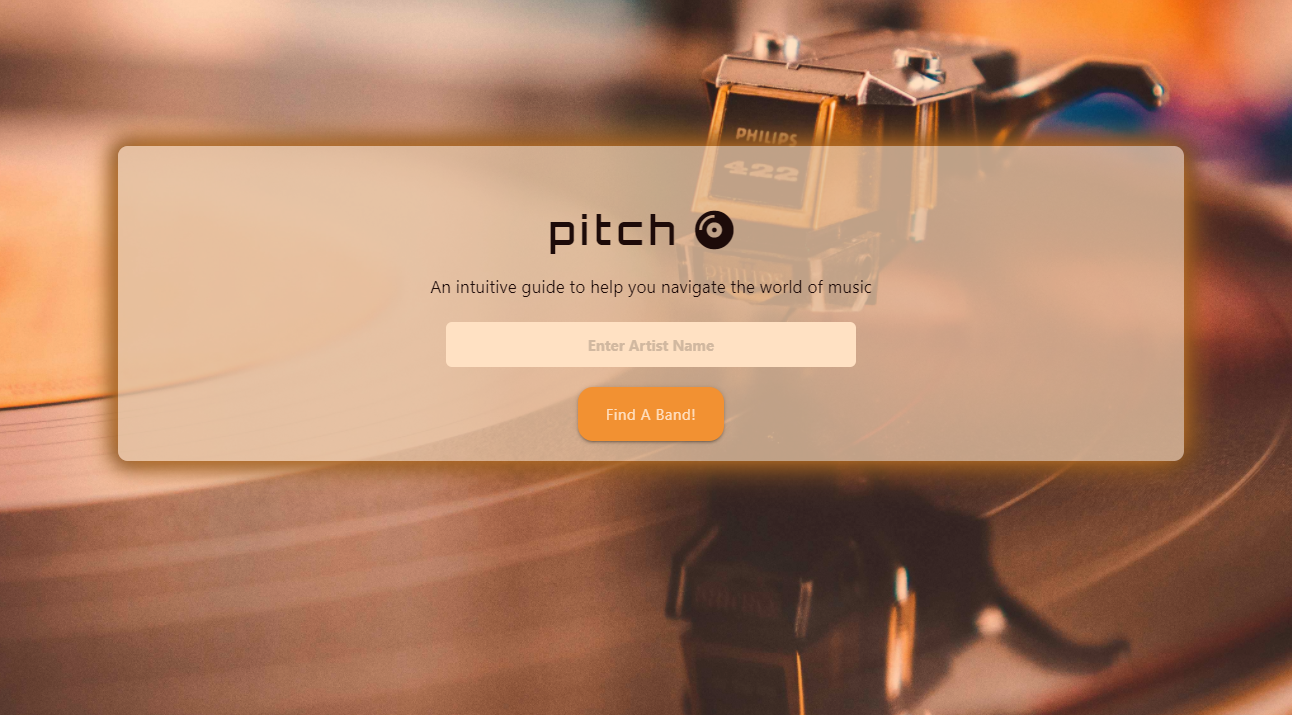 PHILIPS
422
pitch
PHILIPS
An intuitive guide to help you navigate the world of music
Enter Artist Name
Find A Band!